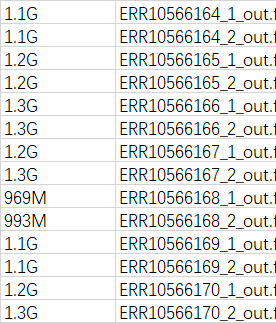 1.1G ERR10566164_1_out.f
1.1G ERR10566164_2_out.f
1.2G ERR10566165_1_out.f
1.2G ERR10566165_2_out.f
1.3G ERR10566166_1_out.f
1.3G ERR10566166_2_out.f
1.2G ERR10566167_1_out.f
1.3G ERR10566167_2_out.f
969M ERR10566168_1_out.f
993M ERR10566168_2_out.f
1.1G ERR10566169_1_out.f
1.1G ERR10566169_2_out.f
1.2G ERR10566170_1_out.f
1.3G ERR10566170_2_out.f